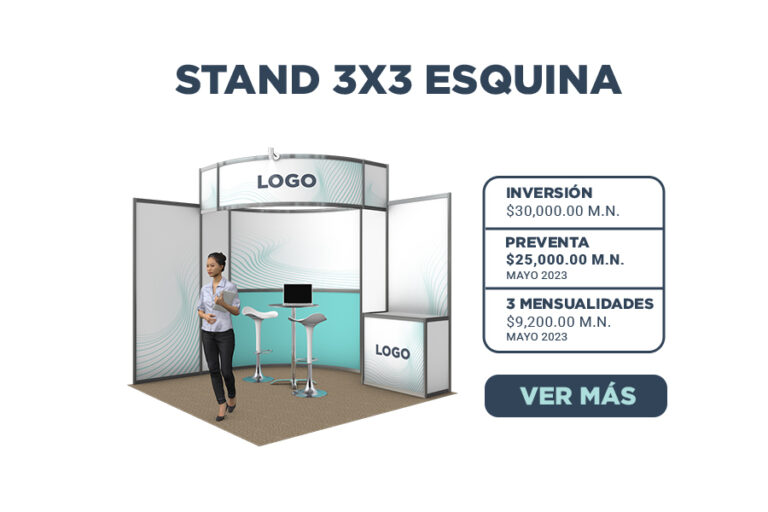 STAND 3X3 ESQUINA
LOGO
LOGO
INVERSIÓN
$30,000.00 M.N.
PREVENTA
$25,000.00 M.N.
MAYO 2023
3 MENSUALIDADES
$9,200.00 M.N.
MAYO 2023
VER MÁS